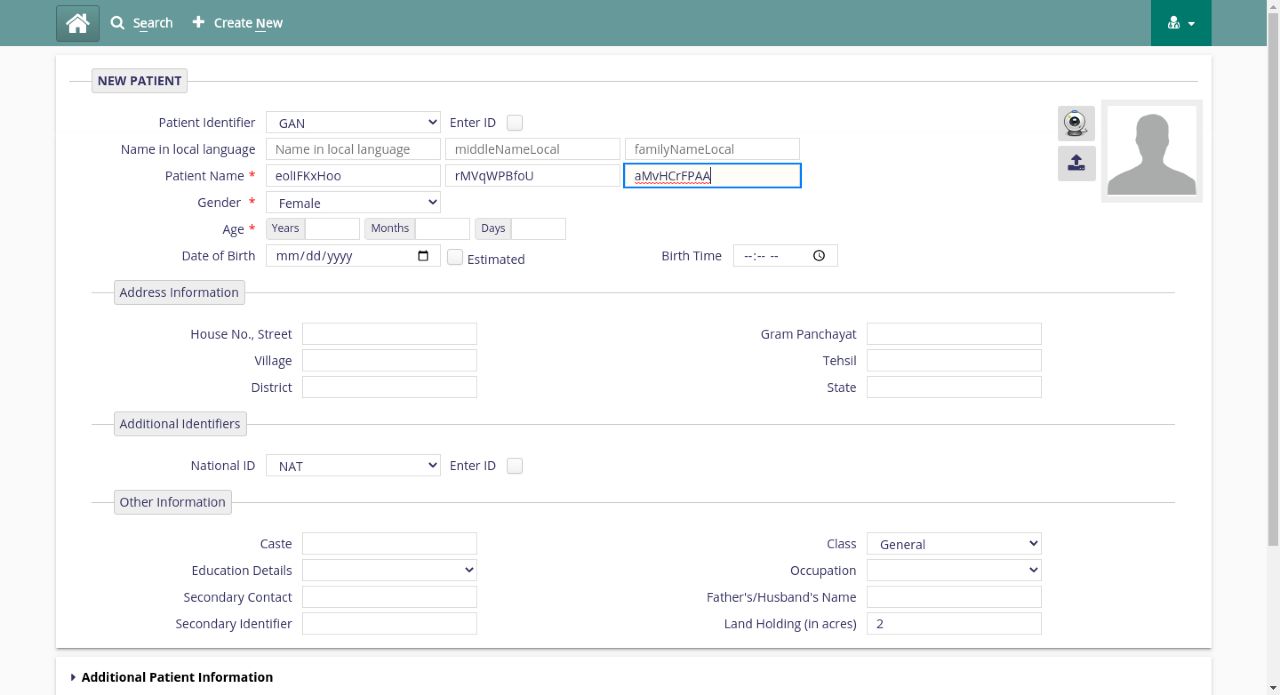 Search Create New
NEW PATIENT
Patient Identifier GAN Enter ID
Name in local language Name in local language middleNameLocal familyNameLocal
Patient Name * eolIFKxHoo rMVqWPBfoU aMvHCrFPAA
Gender * Female
Age * Years Months Days
Date of Birth mm/dd/yyyy Estimated Birth Time --:-- --
Address Information
House No., Street Gram Panchayat
Village Tehsil
District State
Additional Identifiers
National ID NAT Enter ID
Other Information
Caste Class General
Education Details Occupation
Secondary Contact Father's/Husband's Name
Secondary Identifier Land Holding (in acres) 2
Additional Patient Information